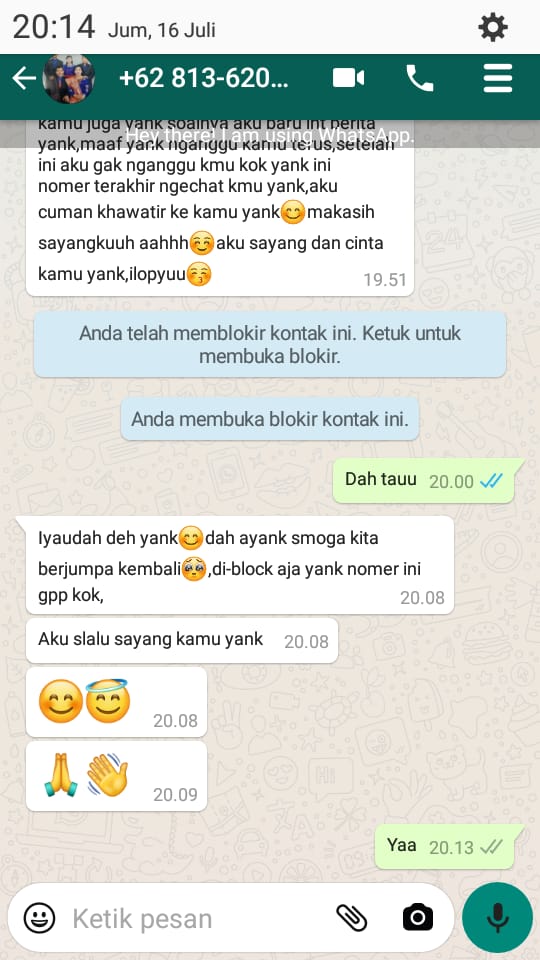 20:14 Jum, 16 Juli
+62 813-620...
Hey there! I am using WhatsApp.
kamu juga yank soalnya aku baru int berita
yank,maaf yank nganggu kamu terus,setelah
ini aku gak nganggu kmu kok yank ini
nomer terakhir ngechat kmu yank,aku
cuman khawatir ke kamu yank😊makasih
sayangkuuh aahhh☺️aku sayang dan cinta
kamu yank,ilopyuu😚
19.51
Anda telah memblokir kontak ini. Ketuk untuk
membuka blokir.
Anda membuka blokir kontak ini.
Dah tauu 20.00
Iyaudah deh yank😊dah ayank smoga kita
berjumpa kembali🥺,di-block aja yank nomer ini
gpp kok,
20.08
Aku slalu sayang kamu yank 20.08
😊😇 20.08
🙏👋 20.09
Yaa 20.13
Ketik pesan